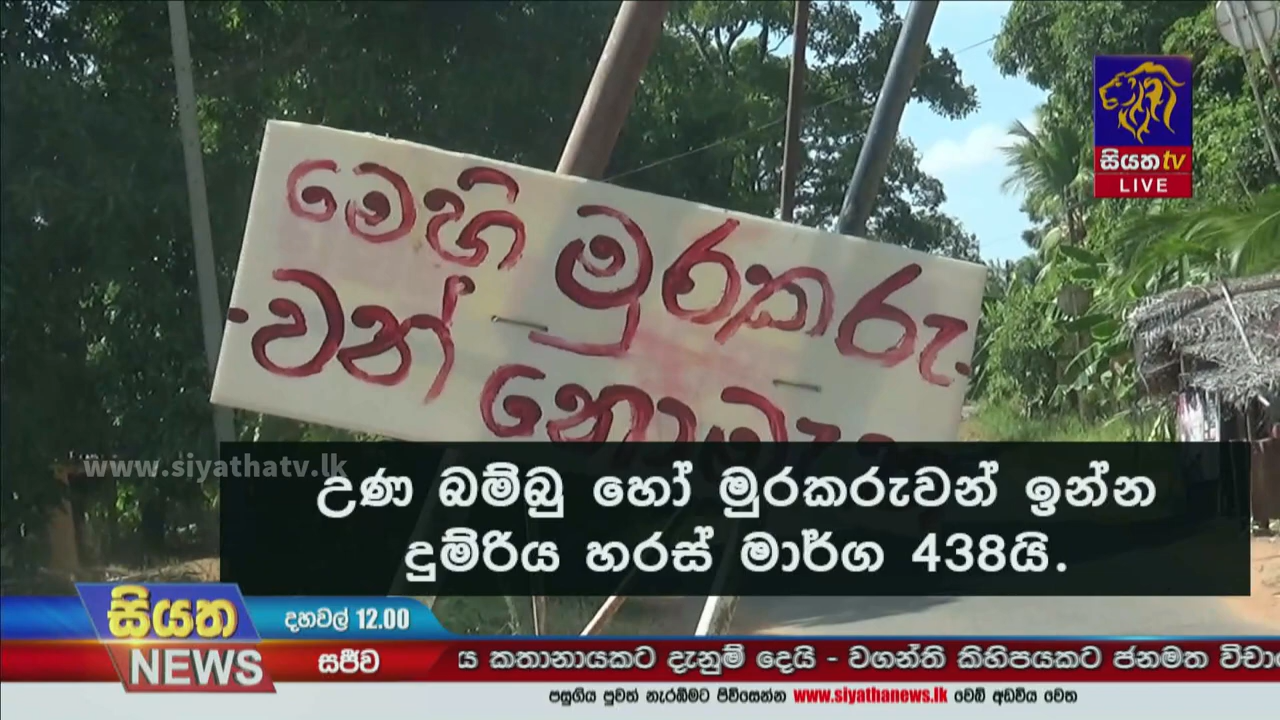 සියත tv
LIVE
මෙහි මුරකරු
-වන් නොමැත
www.siyathatv.lk
උණ බම්බු හෝ මුරකරුවන් ඉන්න
දුම්රිය හරස් මාර්ග 438යි.
සියත
NEWS
දහවල් 12.00
සජීව
ය කතානායකට දැනුම් දෙයි - වගන්ති කිහිපයකට ජනමත විචාර
පසුගිය පුවත් නැරඹීමට පිවිසෙන්න www.siyathanews.lk වෙබ් අඩවිය වෙත